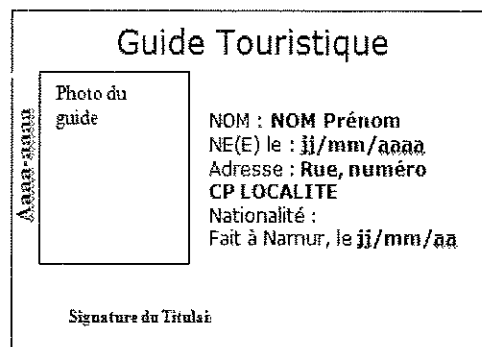 Guide Touristique
Aaaa-aaaa
Photo du
guide
NOM : NOM Prénom
NE(E) le : jj/mm/aaaa
Adresse : Rue, numéro
CP LOCALITE
Nationalité :
Fait à Namur, le jj/mm/aa
Signature du Titulai